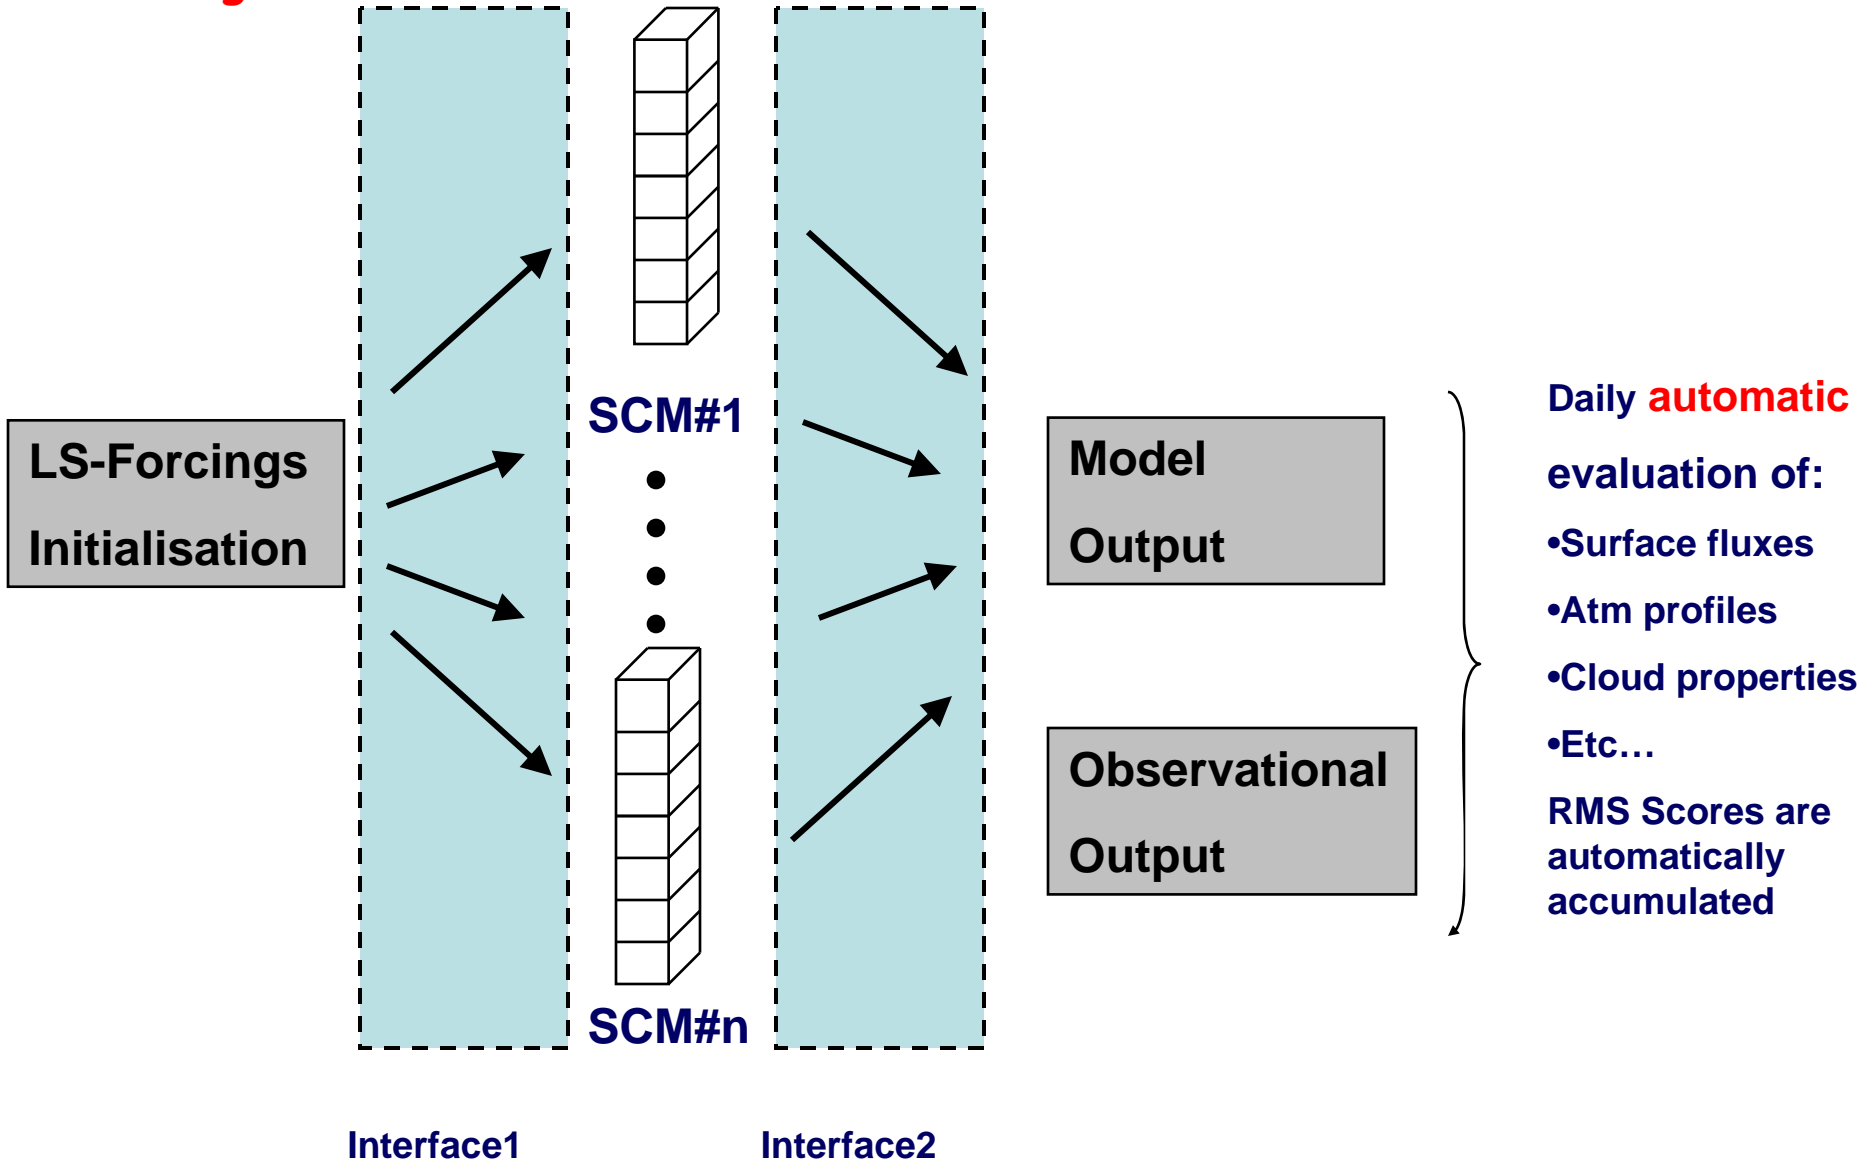 LS-Forcings
Initialisation
SCM#1
SCM#n
Interface1
Interface2
Model
Output
Observational
Output
Daily automatic
evaluation of:
•Surface fluxes
•Atm profiles
•Cloud properties
•Etc…
RMS Scores are
automatically
accumulated